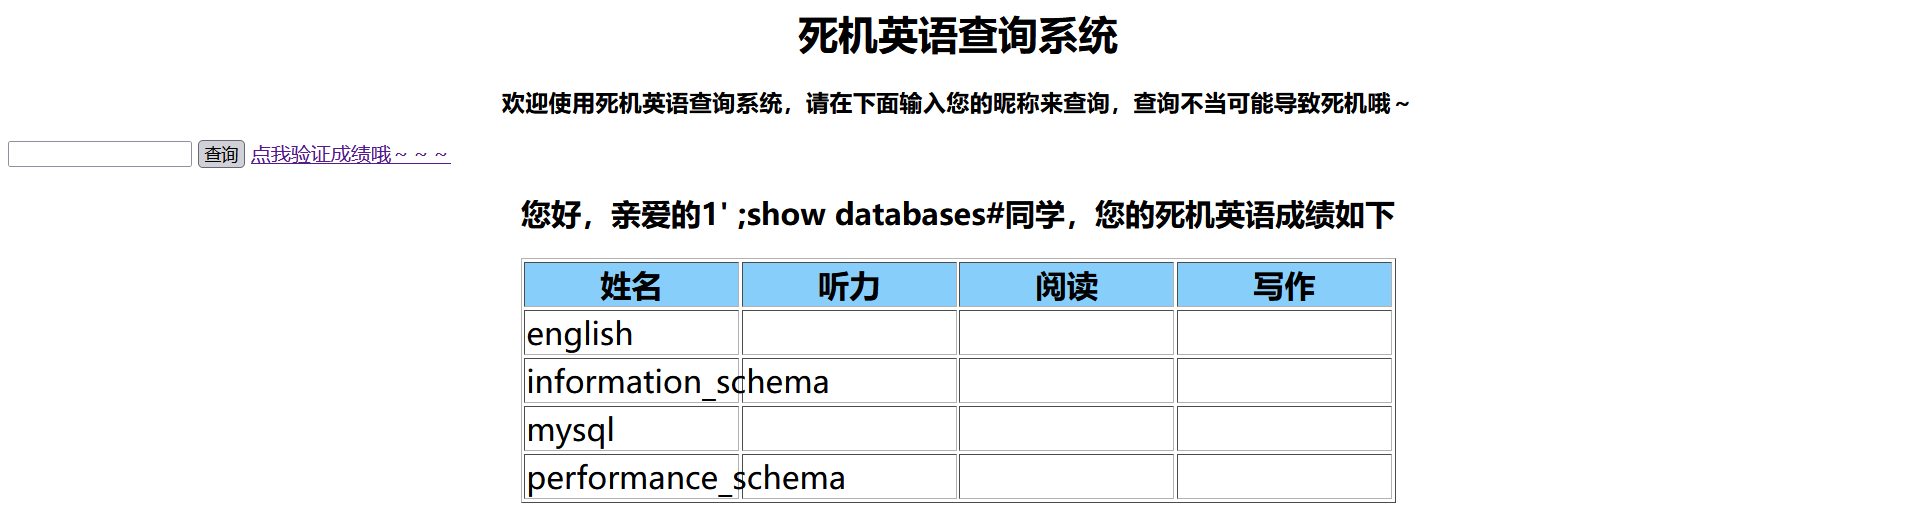 死机英语查询系统
欢迎使用死机英语查询系统，请在下面输入您的昵称来查询，查询不当可能导致死机哦～
查询 点我验证成绩哦～～～
您好，亲爱的1' ;show databases#同学，您的死机英语成绩如下
姓名 听力 阅读 写作
english
information_schema
mysql
performance_schema